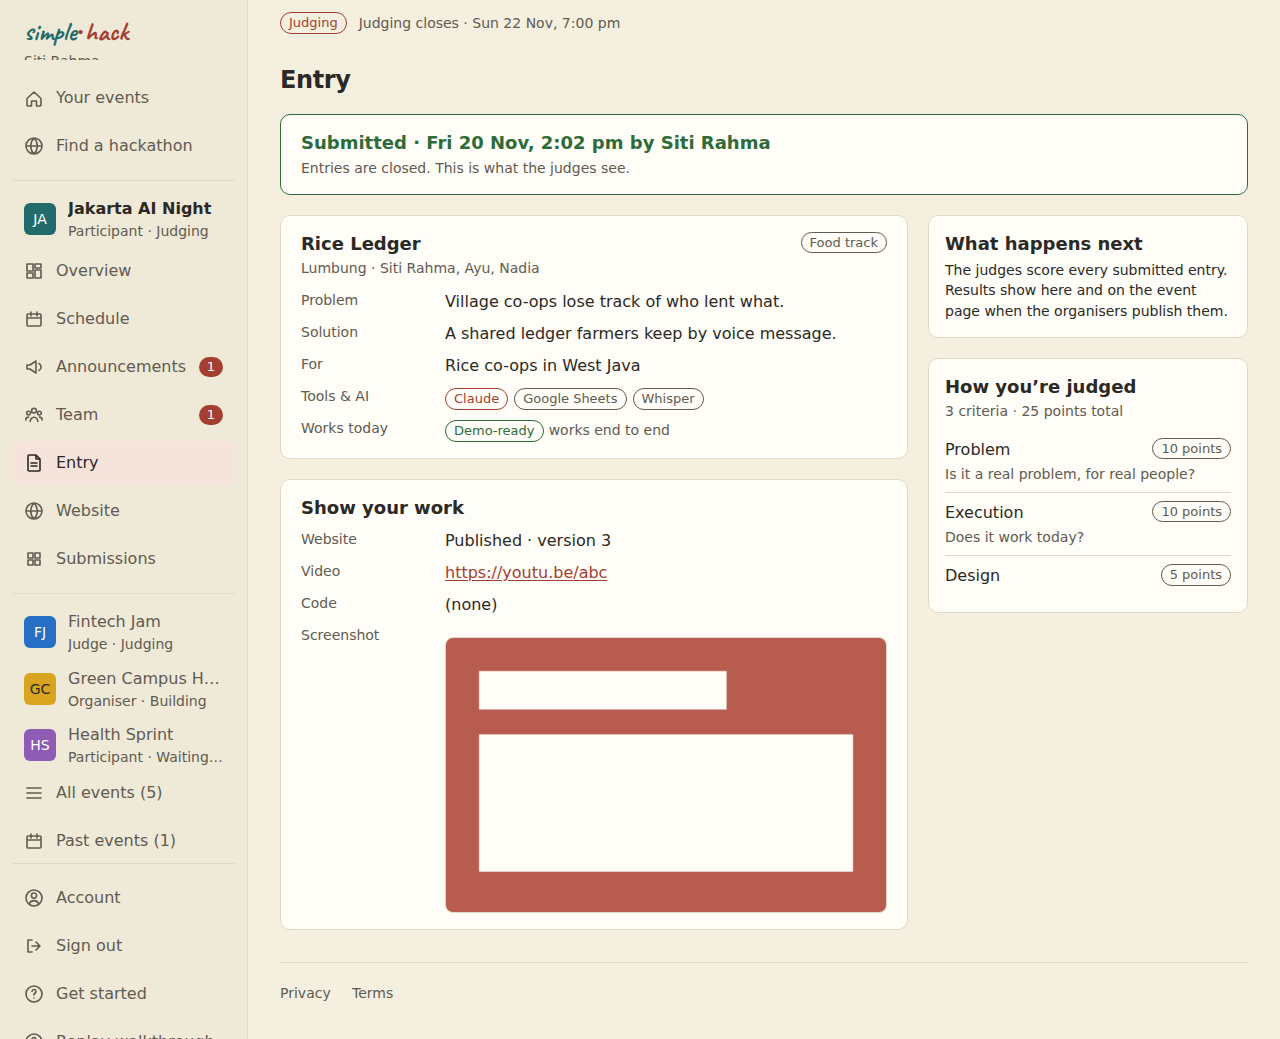 simple·hack
Siti Rahma
Your events
Find a hackathon
JA
Jakarta AI Night
Participant · Judging
Overview
Schedule
Announcements 1
Team 1
Entry
Website
Submissions
FJ
Fintech Jam
Judge · Judging
GC
Green Campus H…
Organiser · Building
HS
Health Sprint
Participant · Waiting…
All events (5)
Past events (1)
Account
Sign out
Get started
Replay walkthrough
Judging Judging closes · Sun 22 Nov, 7:00 pm
Entry
Submitted · Fri 20 Nov, 2:02 pm by Siti Rahma
Entries are closed. This is what the judges see.
Rice Ledger Food track
Lumbung · Siti Rahma, Ayu, Nadia
Problem Village co-ops lose track of who lent what.
Solution A shared ledger farmers keep by voice message.
For Rice co-ops in West Java
Tools & AI Claude Google Sheets Whisper
Works today Demo-ready works end to end
Show your work
Website Published · version 3
Video https://youtu.be/abc
Code (none)
Screenshot
What happens next
The judges score every submitted entry.
Results show here and on the event
page when the organisers publish them.
How you’re judged
3 criteria · 25 points total
Problem 10 points
Is it a real problem, for real people?
Execution 10 points
Does it work today?
Design 5 points
Privacy Terms